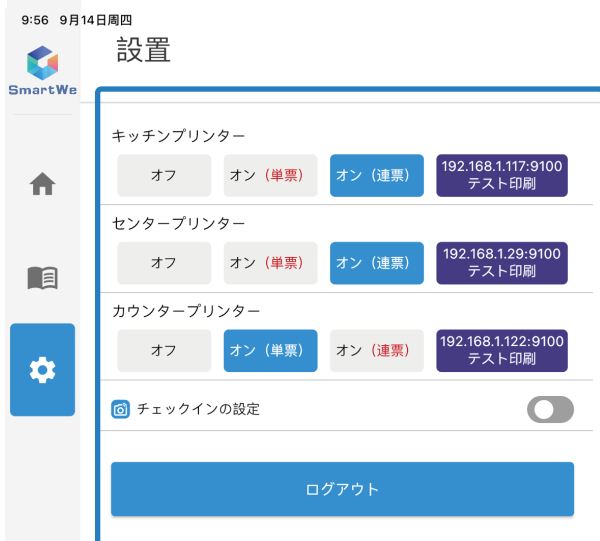 9:56 9月14日周四
設置
SmartWe
キッチンプリンター
オフ
オン（単票）
オン（連票）
192.168.1.117:9100
テスト印刷
センタープリンター
オフ
オン（単票）
オン（連票）
192.168.1.29:9100
テスト印刷
カウンタープリンター
オフ
オン（単票）
オン（連票）
192.168.1.122:9100
テスト印刷
チェックインの設定
ログアウト